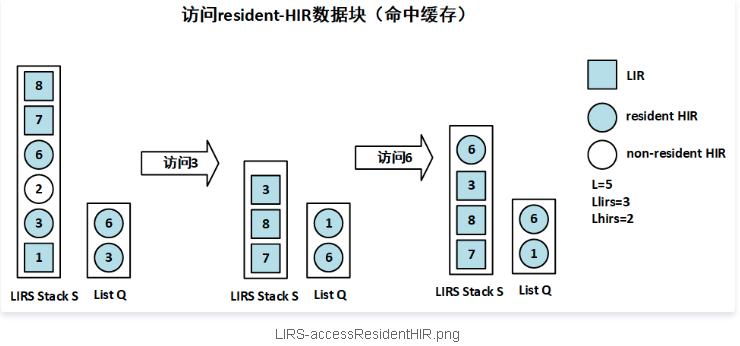 访问resident-HIR数据块（命中缓存）
8
7
6
2
3
1
LIRS Stack S
6
3
List Q
访问3
3
8
7
LIRS Stack S
1
6
List Q
访问6
6
3
8
7
LIRS Stack S
6
1
List Q
LIR
resident HIR
non-resident HIR
L=5
Llirs=3
Lhirs=2
LIRS-accessResidentHIR.png